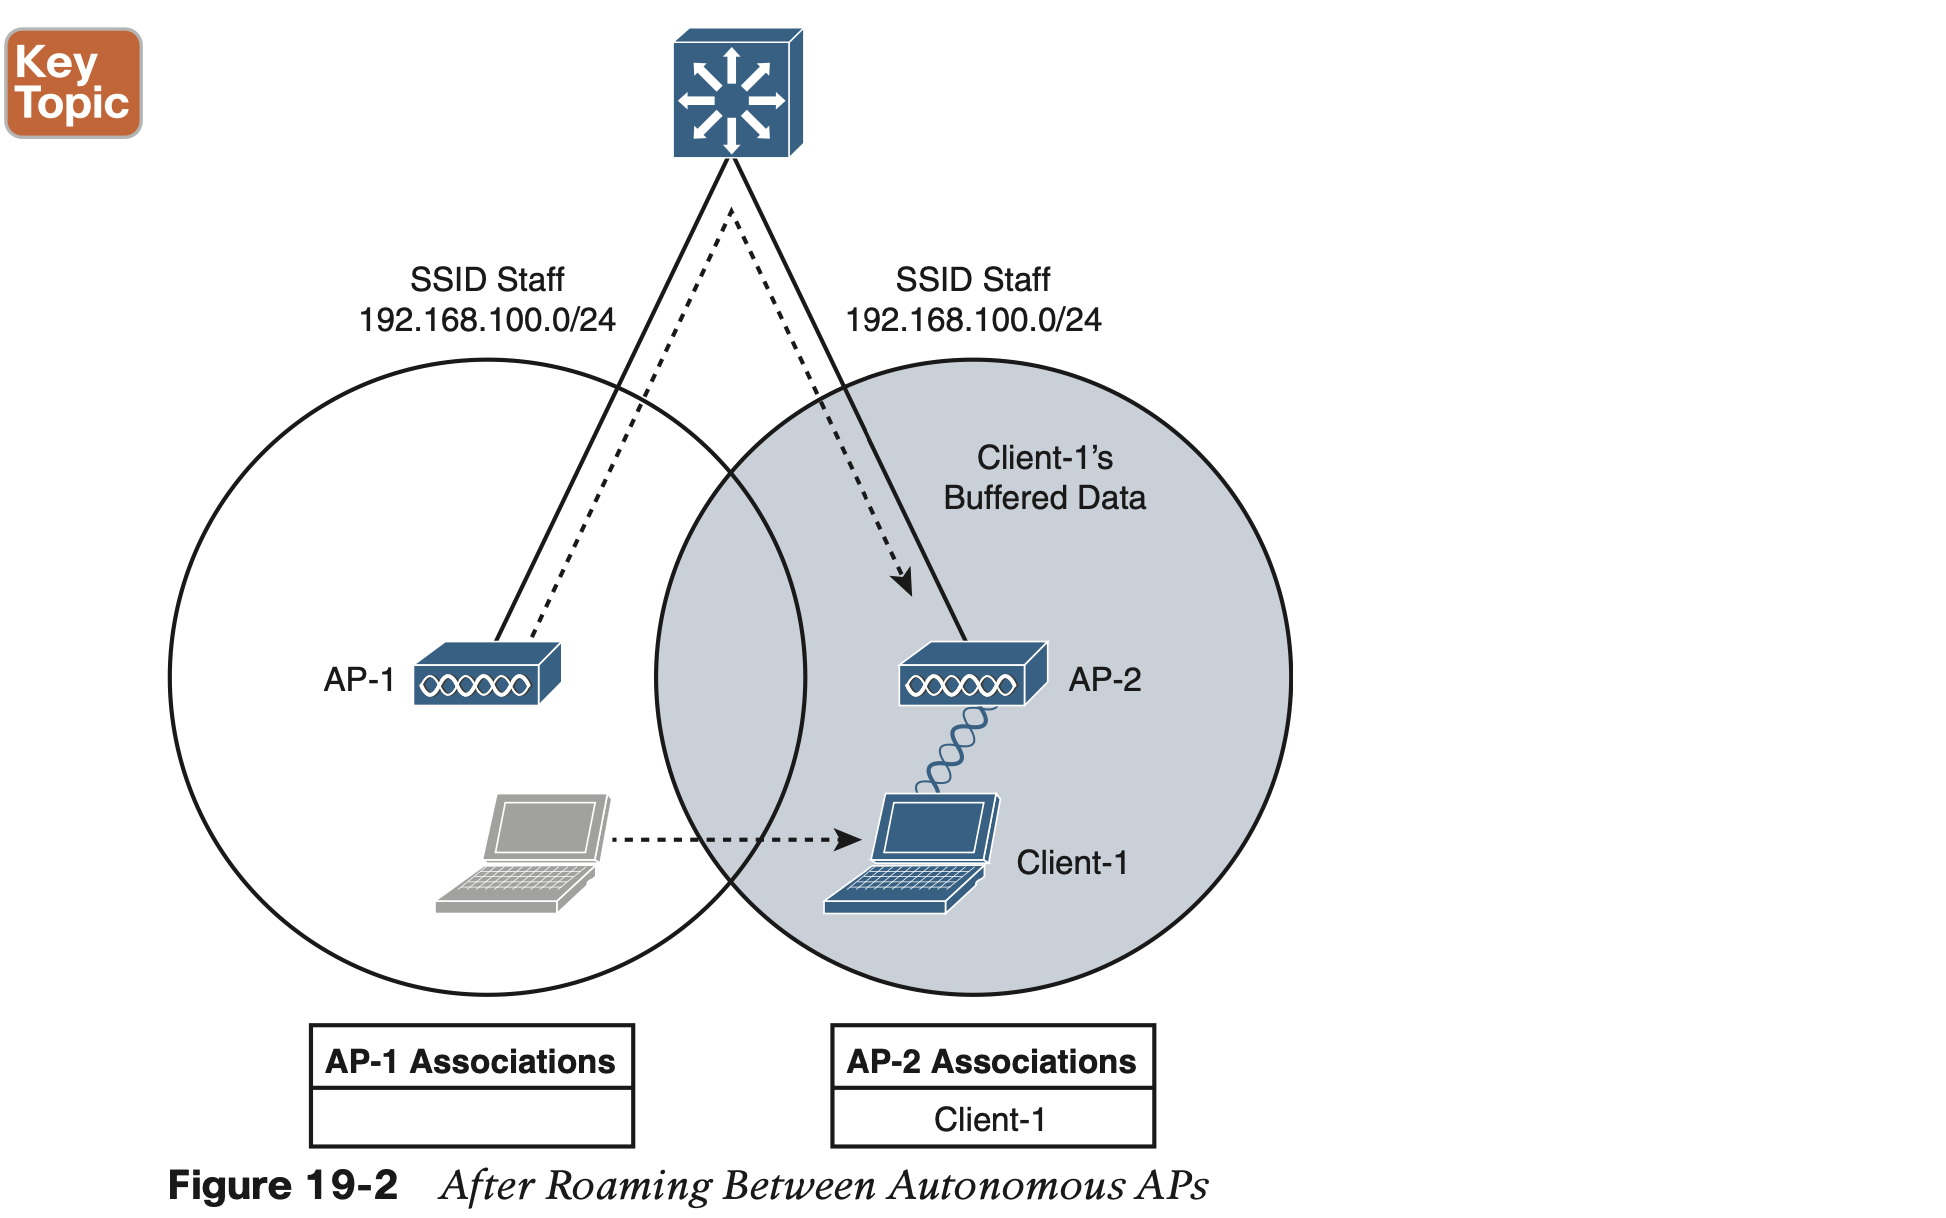 Key
Topic
SSID Staff
192.168.100.0/24
SSID Staff
192.168.100.0/24
Client-1’s
Buffered Data
AP-1
AP-2
Client-1
AP-1 Associations
AP-2 Associations
Client-1
Figure 19-2 After Roaming Between Autonomous APs